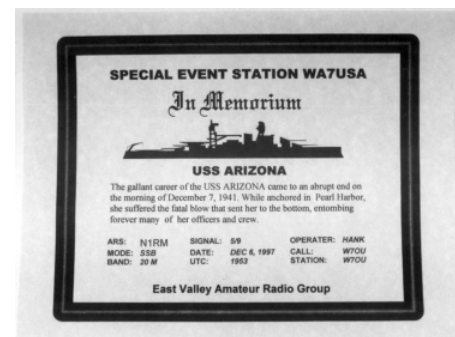 SPECIAL EVENT STATION WA7USA
In Memorium
USS ARIZONA
The gallant career of the USS ARIZONA came to an abrupt end on
the morning of December 7, 1941. While anchored in Pearl Harbor,
she suffered the fatal blow that sent her to the bottom, entombing
forever many of her officers and crew.
ARS: N1RM SIGNAL: 5/9 OPERATER: HANK
MODE: SSB DATE: DEC 6, 1997 CALL: W7OU
BAND: 20 M UTC: 1953 STATION: W7OU
East Valley Amateur Radio Group